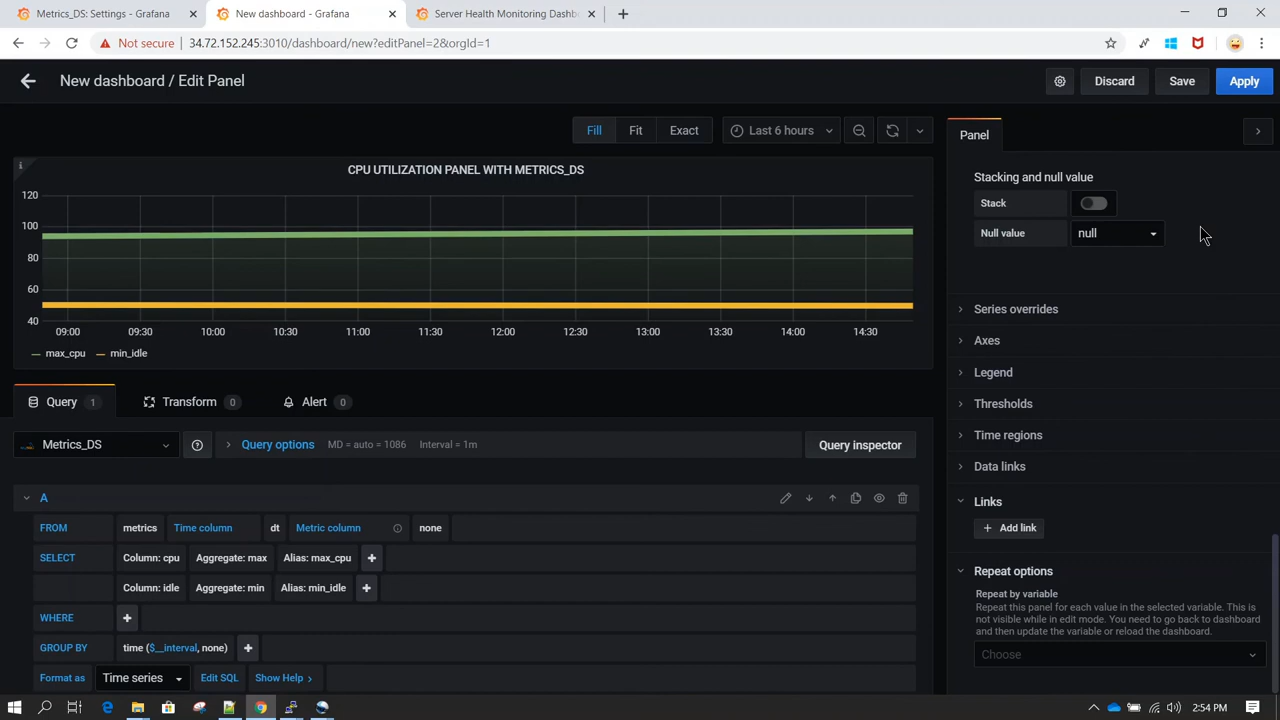 Metrics_DS: Settings - Grafana
New dashboard - Grafana
Server Health Monitoring Dashb
Not secure
34.72.152.245:3010/dashboard/new?editPanel=2&orgId=1
New dashboard / Edit Panel
Discard
Save
Apply
Fill
Fit
Exact
Last 6 hours
Panel
CPU UTILIZATION PANEL WITH METRICS_DS
120
100
80
60
40
09:00 09:30 10:00 10:30 11:00 11:30 12:00 12:30 13:00 13:30 14:00 14:30
max_cpu min_idle
Stacking and null value
Stack
Null value null
Series overrides
Axes
Legend
Thresholds
Time regions
Data links
Links
+ Add link
Repeat options
Repeat by variable
Repeat this panel for each value in the selected variable. This is
not visible while in edit mode. You need to go back to dashboard
and then update the variable or reload the dashboard.
Choose
Query 1
Transform 0
Alert 0
Metrics_DS
Query options MD = auto = 1086 Interval = 1m
Query inspector
A
FROM metrics Time column dt Metric column none
SELECT Column: cpu Aggregate: max Alias: max_cpu +
Column: idle Aggregate: min Alias: min_idle +
WHERE +
GROUP BY time ($__interval, none) +
Format as Time series Edit SQL Show Help >
2:54 PM